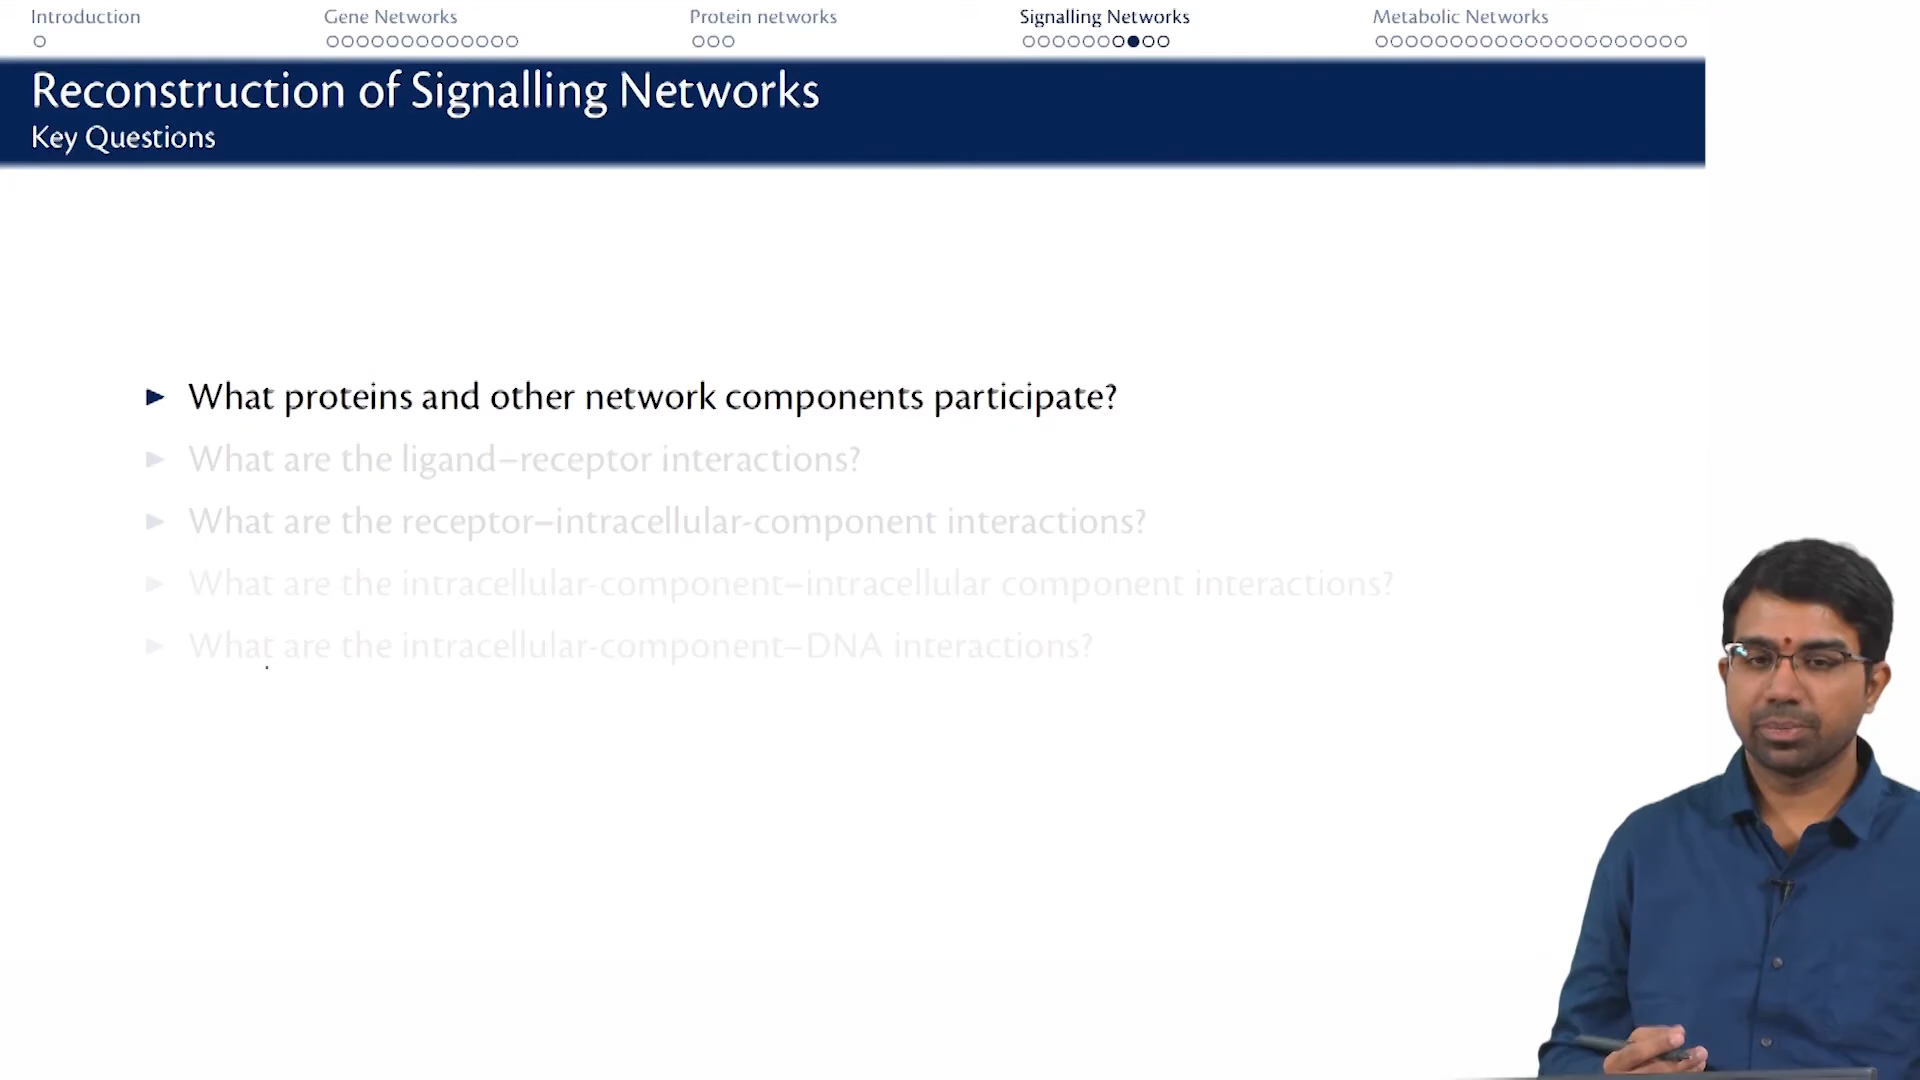 Introduction
Gene Networks
Protein networks
Signalling Networks
Metabolic Networks
Reconstruction of Signalling Networks
Key Questions
What proteins and other network components participate?
What are the ligand–receptor interactions?
What are the receptor–intracellular-component interactions?
What are the intracellular-component–intracellular component interactions?
What are the intracellular-component–DNA interactions?